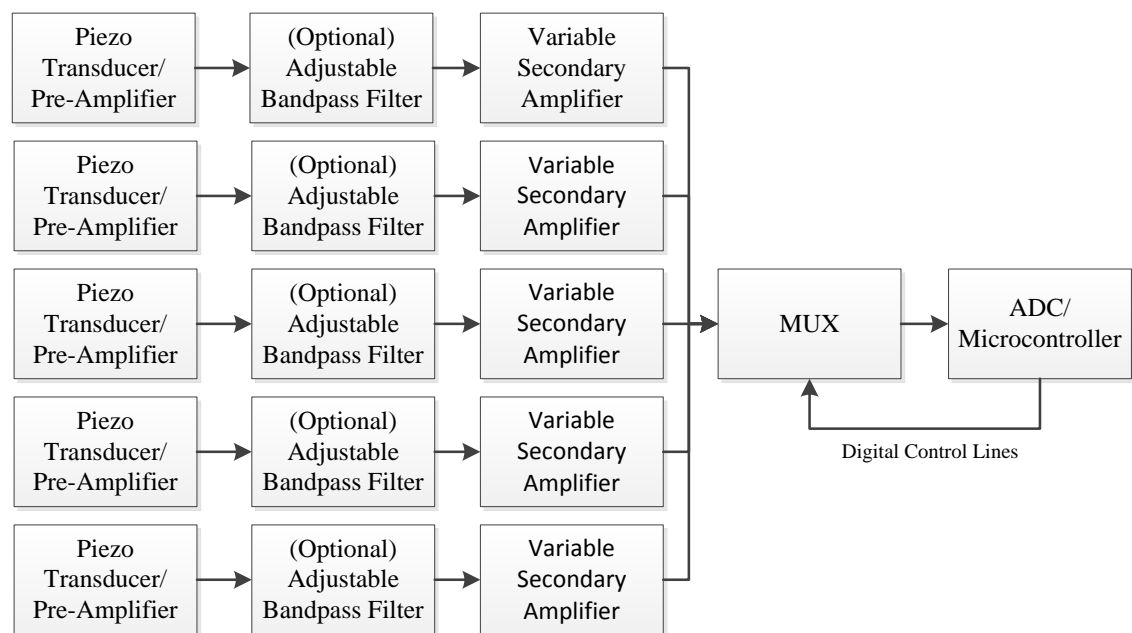 Piezo
Transducer/
Pre-Amplifier
(Optional)
Adjustable
Bandpass Filter
Variable
Secondary
Amplifier
Piezo
Transducer/
Pre-Amplifier
(Optional)
Adjustable
Bandpass Filter
Variable
Secondary
Amplifier
Piezo
Transducer/
Pre-Amplifier
(Optional)
Adjustable
Bandpass Filter
Variable
Secondary
Amplifier
MUX
ADC/
Microcontroller
Digital Control Lines
Piezo
Transducer/
Pre-Amplifier
(Optional)
Adjustable
Bandpass Filter
Variable
Secondary
Amplifier
Piezo
Transducer/
Pre-Amplifier
(Optional)
Adjustable
Bandpass Filter
Variable
Secondary
Amplifier